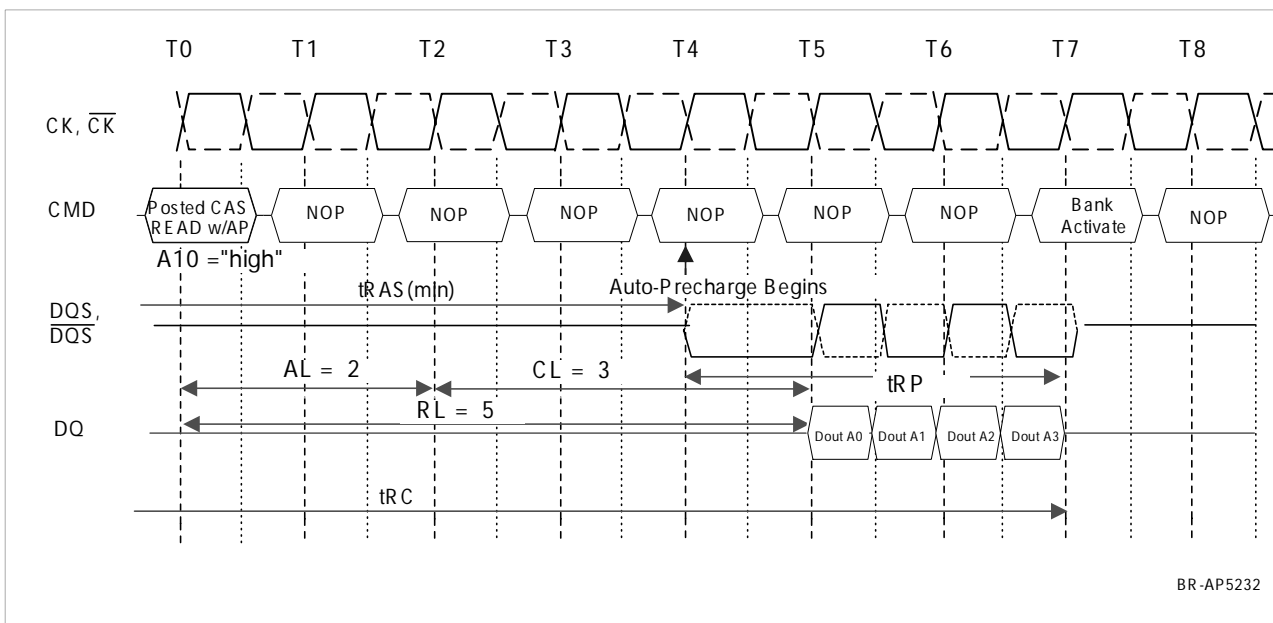 T0 T1 T2 T3 T4 T5 T6 T7 T8
CK, CK
CMD
Posted CAS
READ w/AP
NOP
NOP
NOP
NOP
NOP
NOP
Bank
Activate
NOP
A10 ="high"
tRAS(mIn)
Auto-Precharge Begins
DQS,
DQS
AL = 2
CL = 3
tRP
RL = 5
DQ
Dout A0
Dout A1
Dout A2
Dout A3
tRC
BR-AP5232